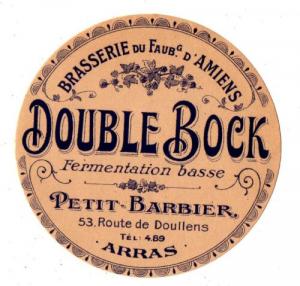 BRASSERIE DU FAUBG D'AMIENS
DOUBLE BOCK
Fermentation basse
PETIT-BARBIER,
53, Route de Doullens
TÉL: 4.89
ARRAS